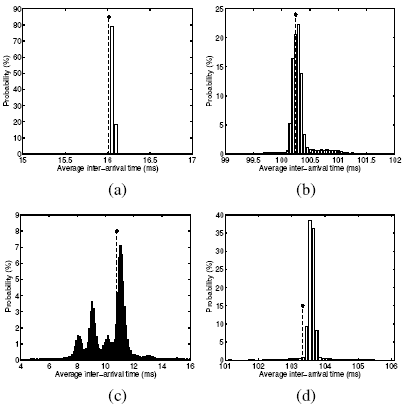 Probability (%)
90
80
70
60
50
40
30
20
10
0
15 15.5 16 16.5 17
Average inter−arrival time (ms)
(a)
Probability (%)
25
20
15
10
5
0
99 99.5 100 100.5 101 101.5 102
Average inter−arrival time (ms)
(b)
Probability (%)
9
8
7
6
5
4
3
2
1
0
4 6 8 10 12 14 16
Average inter−arrival time (ms)
(c)
Probability (%)
40
35
30
25
20
15
10
5
0
101 102 103 104 105 106
Average inter−arrival time (ms)
(d)